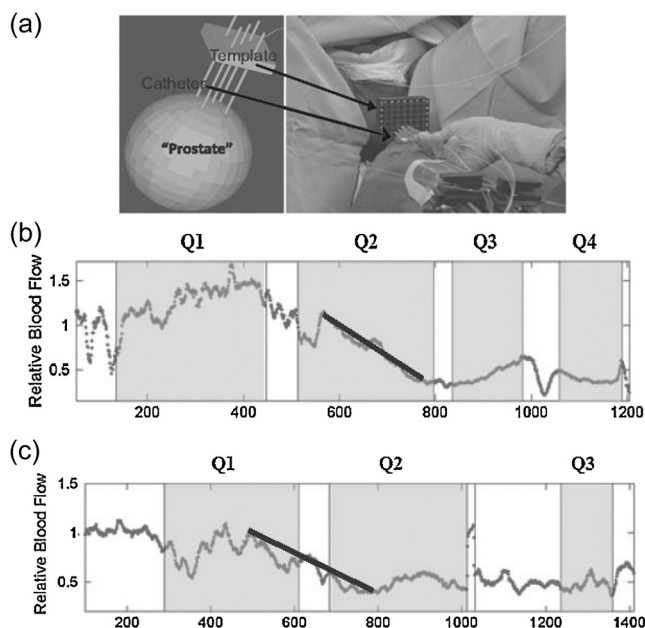 (a)
Template
Catheter
"Prostate"
(b)
Q1 Q2 Q3 Q4
Relative Blood Flow
1.5
1
0.5
200 400 600 800 1000 1200
(c)
Q1 Q2 Q3
Relative Blood Flow
1.5
1.
0.5
200 400 600 800 1000 1200 1400